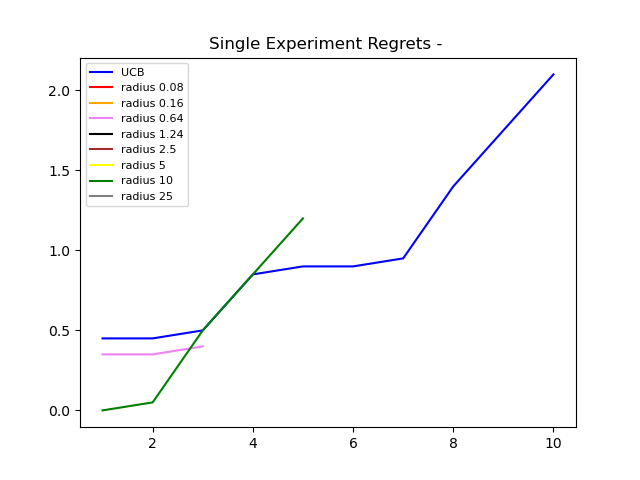 Single Experiment Regrets -
UCB
radius 0.08
radius 0.16
radius 0.64
radius 1.24
radius 2.5
radius 5
radius 10
radius 25
2.0
1.5
1.0
0.5
0.0
2 4 6 8 10